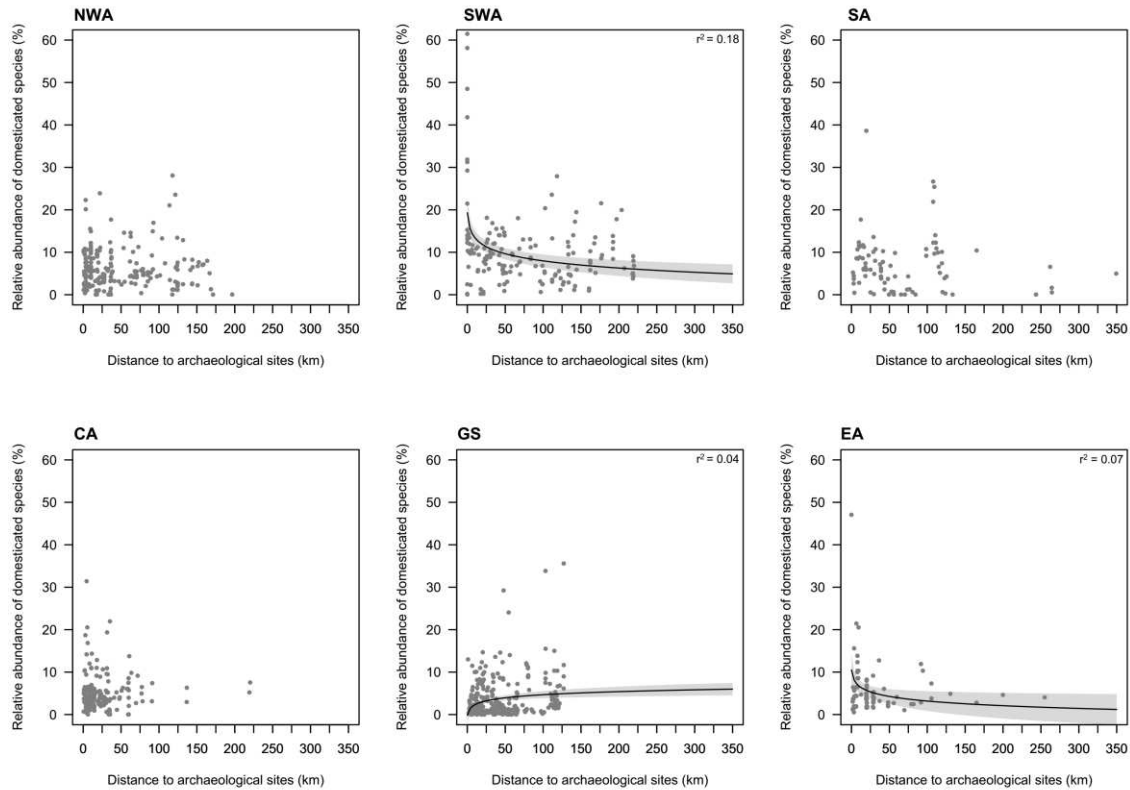 NWA
Relative abundance of domesticated species (%)
60
50
40
30
20
10
0
0 50 100 150 200 250 300 350
Distance to archaeological sites (km)
SWA
r² = 0.18
Relative abundance of domesticated species (%)
60
50
40
30
20
10
0
0 50 100 150 200 250 300 350
Distance to archaeological sites (km)
SA
Relative abundance of domesticated species (%)
60
50
40
30
20
10
0
0 50 100 150 200 250 300 350
Distance to archaeological sites (km)
CA
Relative abundance of domesticated species (%)
60
50
40
30
20
10
0
0 50 100 150 200 250 300 350
Distance to archaeological sites (km)
GS
r² = 0.04
Relative abundance of domesticated species (%)
60
50
40
30
20
10
0
0 50 100 150 200 250 300 350
Distance to archaeological sites (km)
EA
r² = 0.07
Relative abundance of domesticated species (%)
60
50
40
30
20
10
0
0 50 100 150 200 250 300 350
Distance to archaeological sites (km)